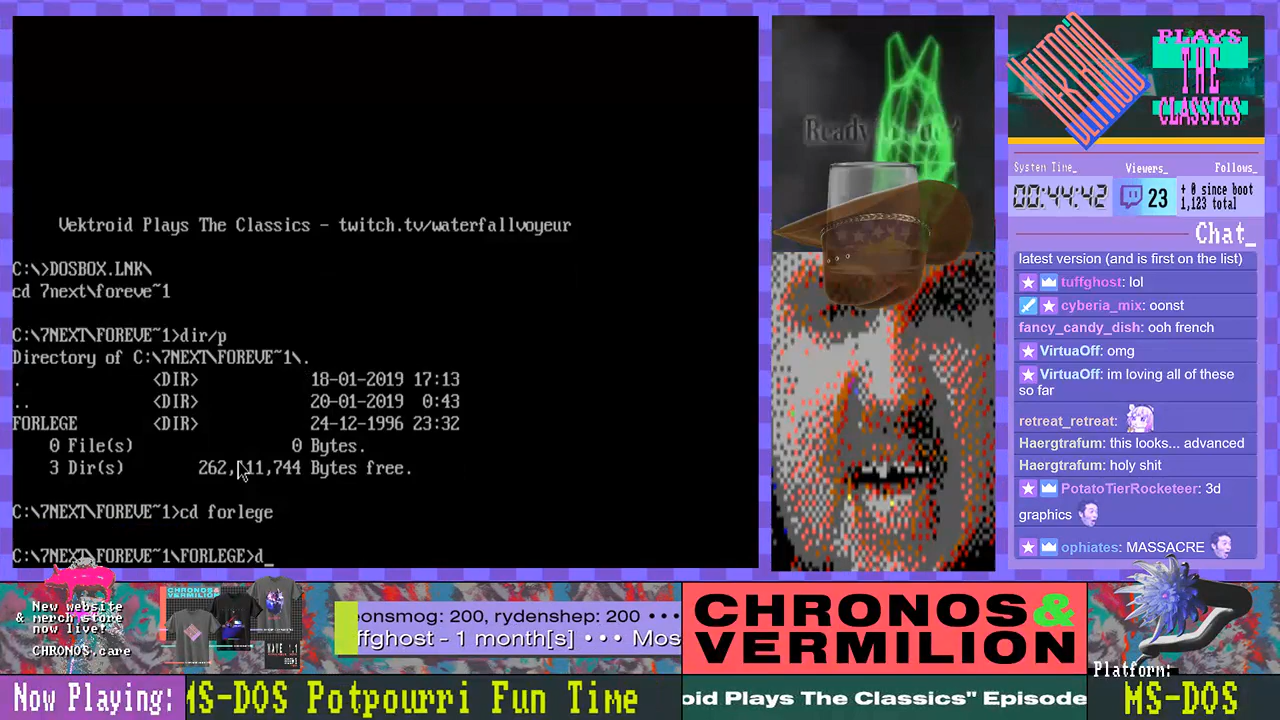 Vektroid Plays The Classics - twitch.tv/waterfallvoyeur
C:\>DOSBOX.LNK\
cd 7next\foreve~1
C:\7NEXT\FOREVE~1>dir/p
Directory of C:\7NEXT\FOREVE~1\.
. <DIR> 18-01-2019 17:13
.. <DIR> 20-01-2019 0:43
FORLEGE <DIR> 24-12-1996 23:32
0 File(s) 0 Bytes.
3 Dir(s) 262,111,744 Bytes free.
C:\7NEXT\FOREVE~1>cd forlege
C:\7NEXT\FOREVE~1\FORLEGE>d_
Ready
VEKTROID
PLAYS
THE
CLASSICS
System Time_ Viewers_ Follows_
00:44:42 23 + 0 since boot
1,123 total
Chat_
latest version (and is first on the list)
tuffghost: lol
cyberia_mix: oonst
fancy_candy_dish: ooh french
VirtuaOff: omg
VirtuaOff: im loving all of these
so far
retreat_retreat:
Haergtrafum: this looks... advanced
Haergtrafum: holy shit
PotatoTierRocketeer: 3d
graphics
ophiates: MASSACRE
New website
& merch store
now live!
CHRONOS.care
eonsmog: 200, rydenshep: 200 •••
ffghost - 1 month[s] ••• Mos
CHRONOS&
VERMILION
Platform:
MS-DOS
Now Playing: MS-DOS Potpourri Fun Time
oid Plays The Classics" Episode